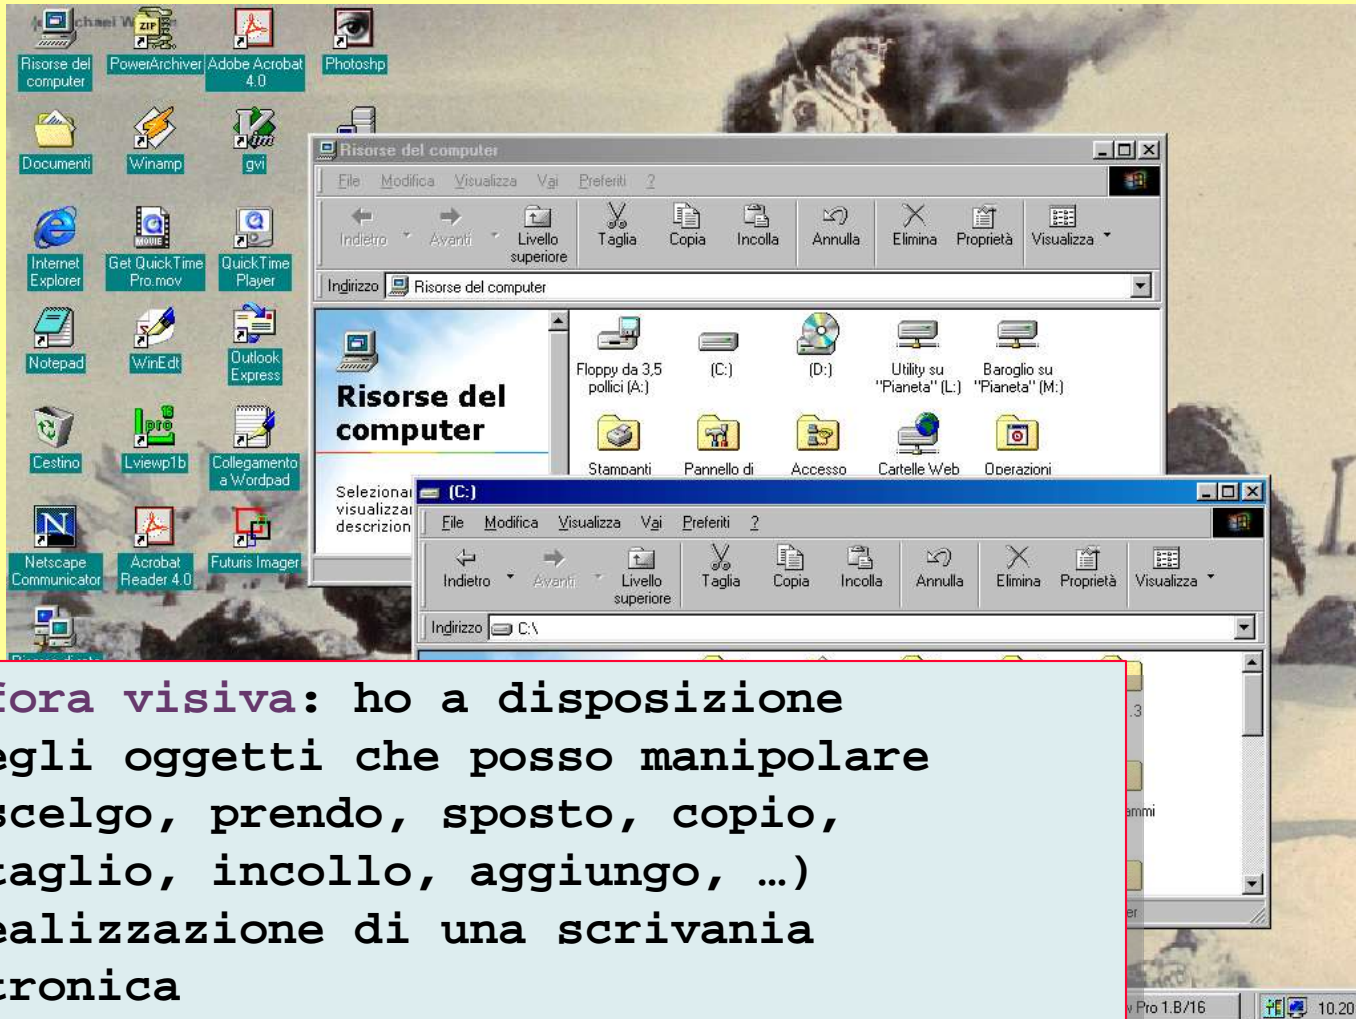 Risorse del
computer
PowerArchiver
Adobe Acrobat
4.0
Photoshp
Documenti
Winamp
gvi
Internet
Explorer
Get QuickTime
Pro.mov
QuickTime
Player
Notepad
WinEdt
Outlook
Express
Cestino
Lviewp1b
Collegamento
a Wordpad
Netscape
Communicator
Acrobat
Reader 4.0
Futuris Imager
Risorse del computer
File Modifica Visualizza Vai Preferiti ?
Indietro Avanti Livello superiore Taglia Copia Incolla Annulla Elimina Proprietà Visualizza
Indirizzo Risorse del computer
Risorse del
computer
Floppy da 3,5
pollici (A:)
(C:)
(D:)
Utility su
"Pianeta" (L:)
Baroglio su
"Pianeta" (M:)
Stampanti
Pannello di
Accesso
Cartelle Web
Operazioni
(C:)
File Modifica Visualizza Vai Preferiti ?
Indietro Avanti Livello superiore Taglia Copia Incolla Annulla Elimina Proprietà Visualizza
Indirizzo C:\
fora visiva: ho a disposizione
egli oggetti che posso manipolare
scelgo, prendo, sposto, copio,
taglio, incollo, aggiungo, …)
ealizzazione di una scrivania
tronica
.3
ammi
er
Pro 1.B/16
10.20